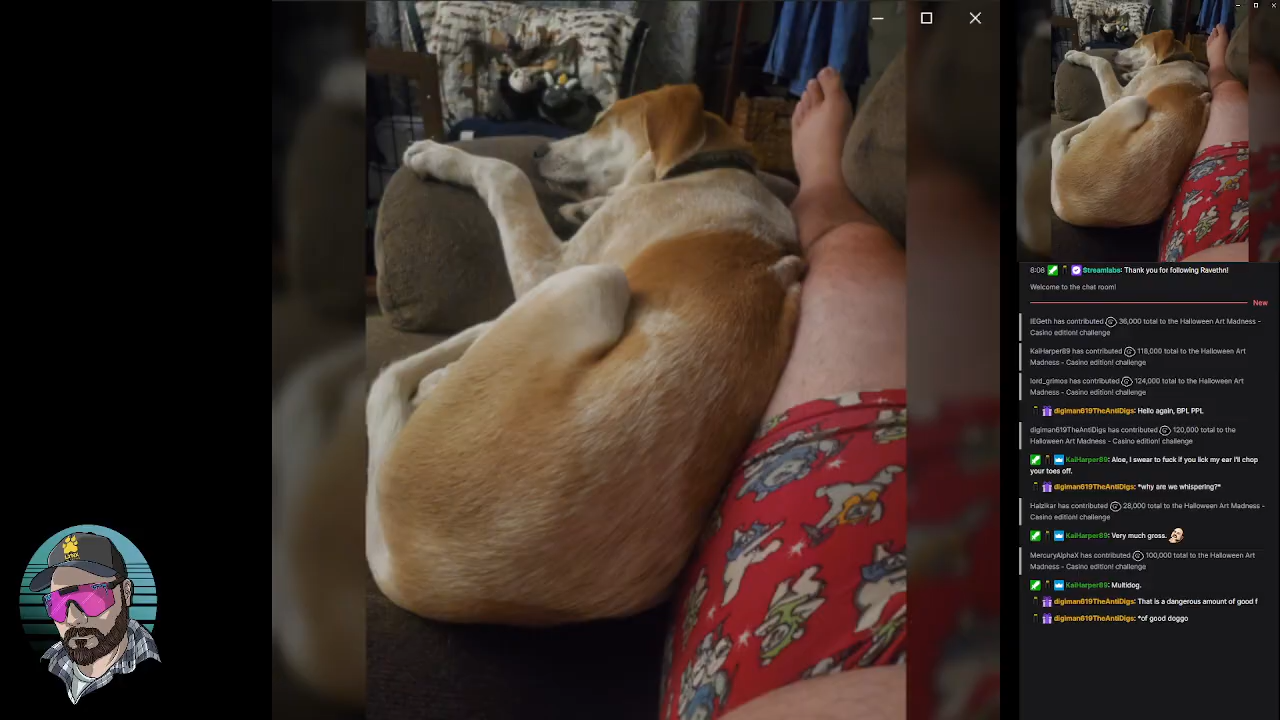 8:08 Streamlabs: Thank you for following Ravethn!
Welcome to the chat room!
New
IEGeth has contributed 36,000 total to the Halloween Art Madness -
Casino edition! challenge
KaiHarper89 has contributed 118,000 total to the Halloween Art
Madness - Casino edition! challenge
lord_grimos has contributed 124,000 total to the Halloween Art
Madness - Casino edition! challenge
digiman619TheAntiDigs: Hello again, BPL PPL
digiman619TheAntiDigs has contributed 120,000 total to the
Halloween Art Madness - Casino edition! challenge
KaiHarper89: Aloe, I swear to fuck if you lick my ear I'll chop
your toes off.
digiman619TheAntiDigs: *why are we whispering?*
Halzikar has contributed 28,000 total to the Halloween Art Madness -
Casino edition! challenge
KaiHarper89: Very much gross.
MercuryAlphaX has contributed 100,000 total to the Halloween Art
Madness - Casino edition! challenge
KaiHarper89: Multidog.
digiman619TheAntiDigs: That is a dangerous amount of good f
digiman619TheAntiDigs: *of good doggo
LYNX